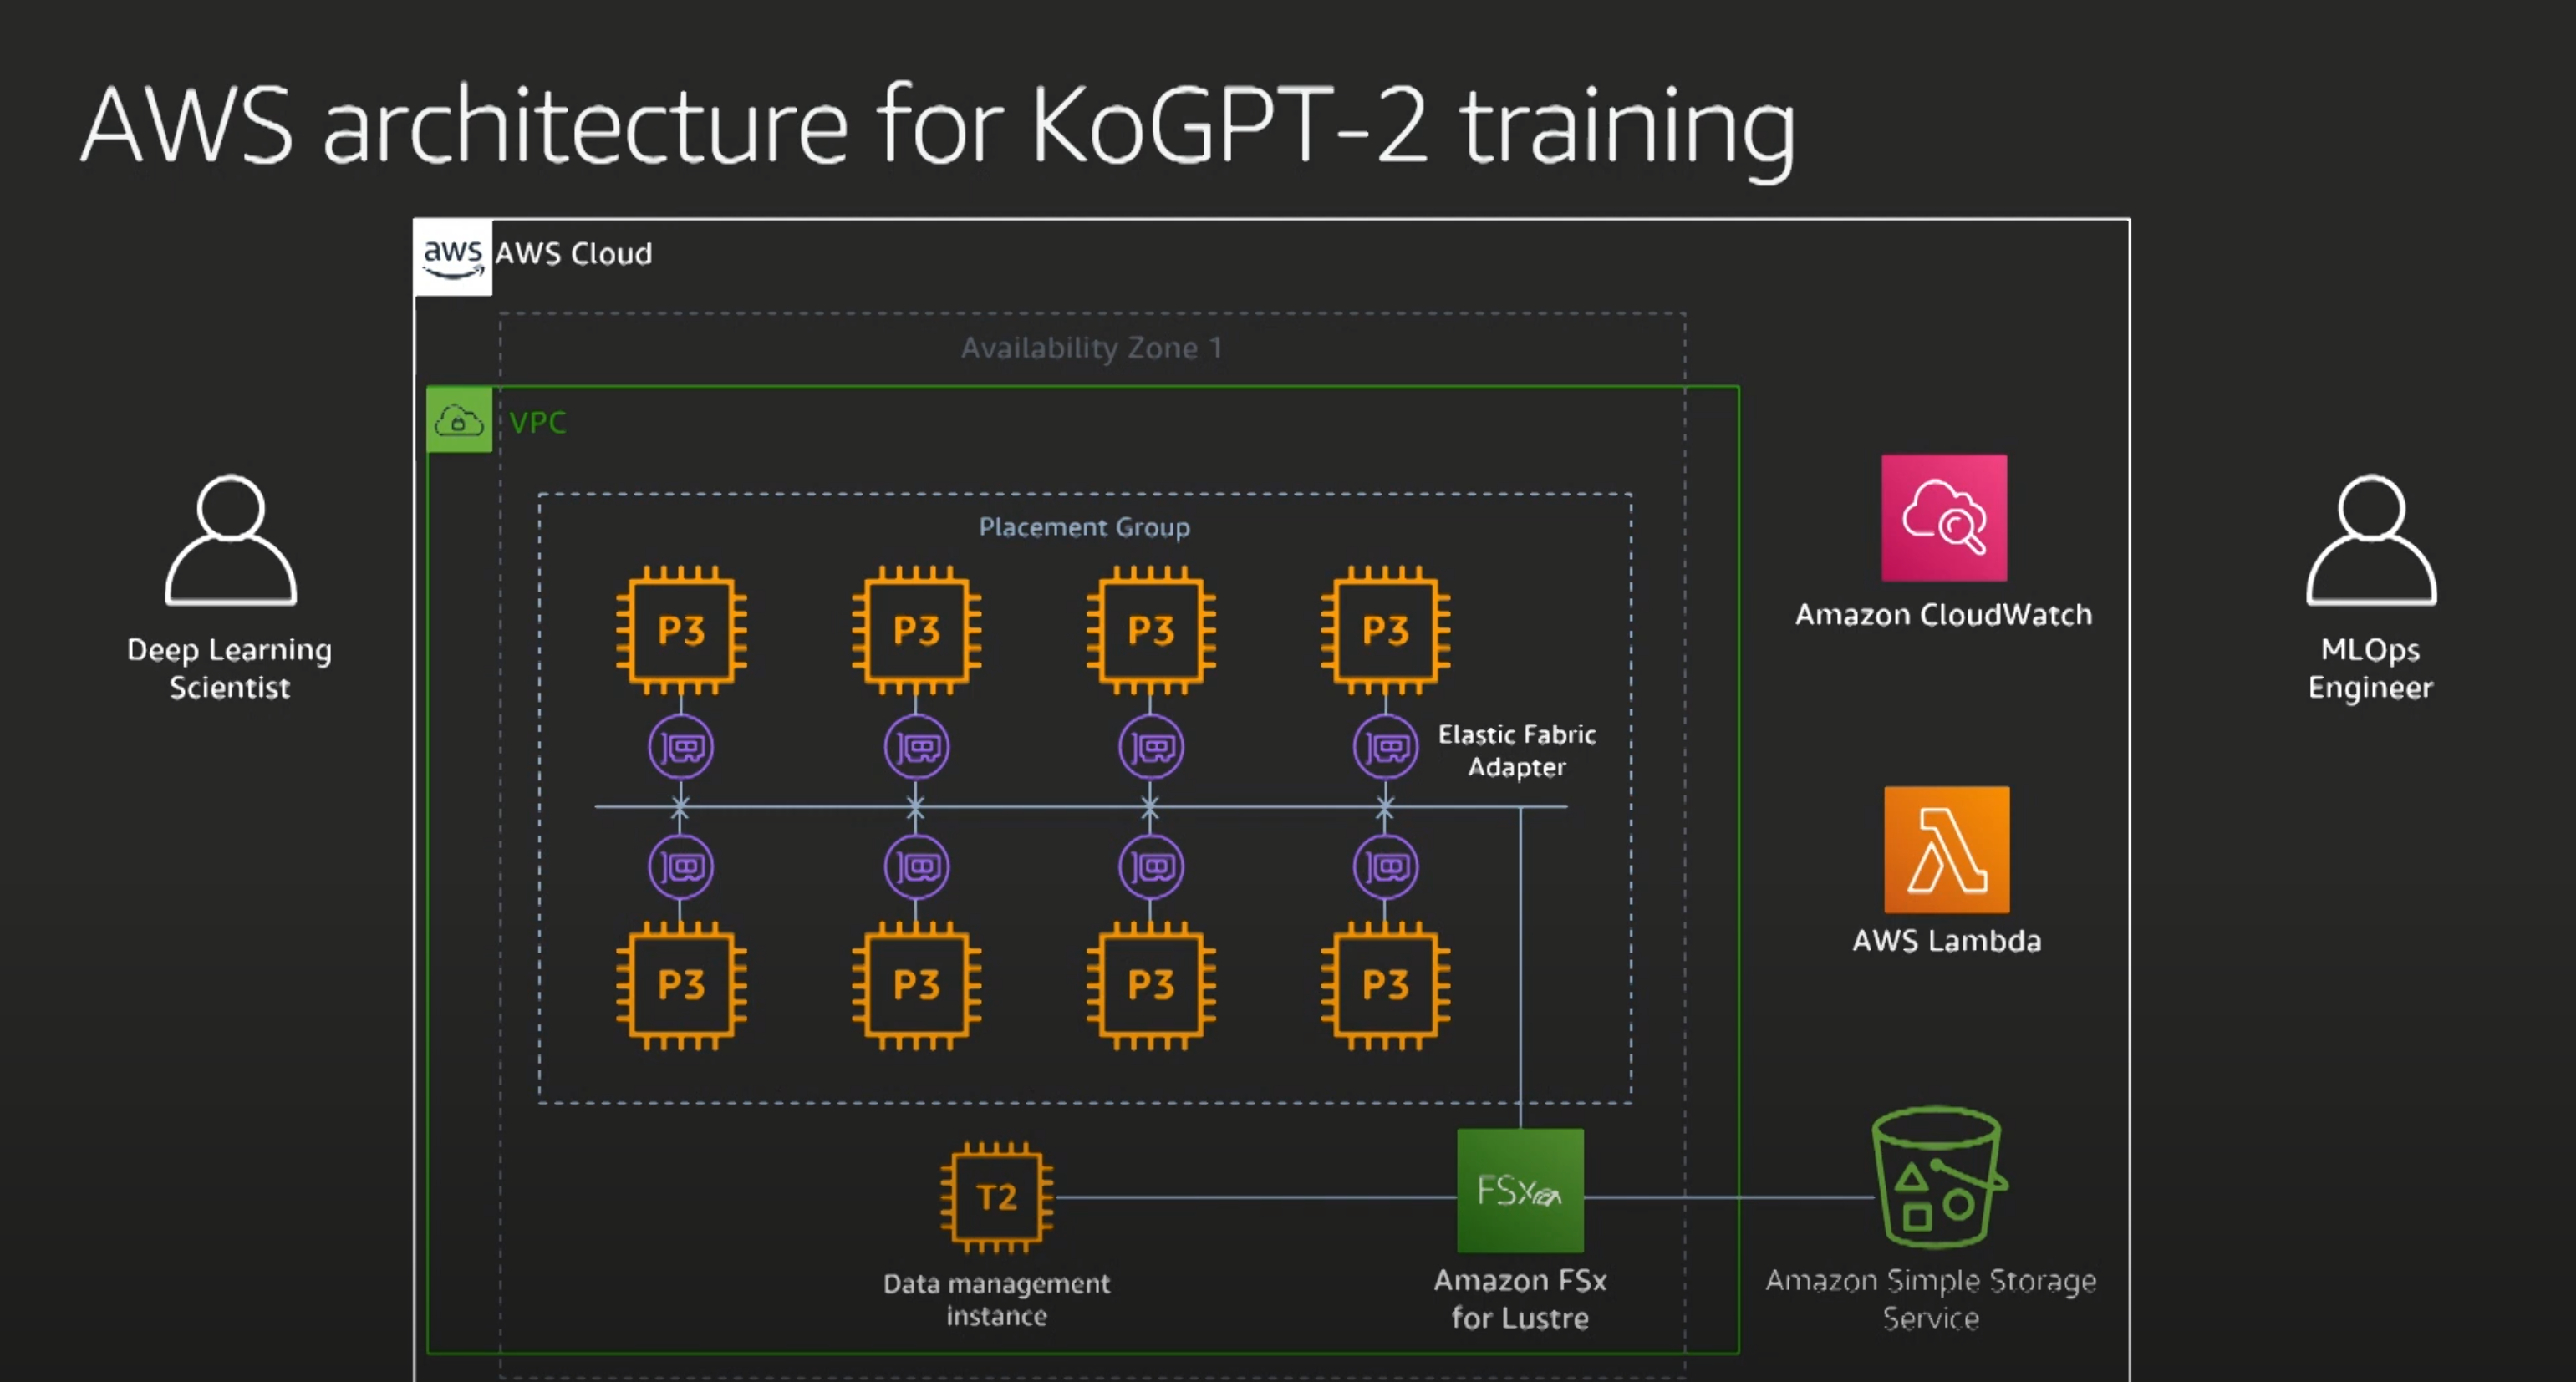 AWS architecture for KoGPT-2 training
aws
AWS Cloud
Availability Zone 1
VPC
Placement Group
P3
P3
P3
P3
Deep Learning
Scientist
Elastic Fabric
Adapter
P3
P3
P3
P3
T2
Data management
instance
FSx
Amazon FSx
for Lustre
Amazon CloudWatch
AWS Lambda
Amazon Simple Storage
Service
MLOps
Engineer